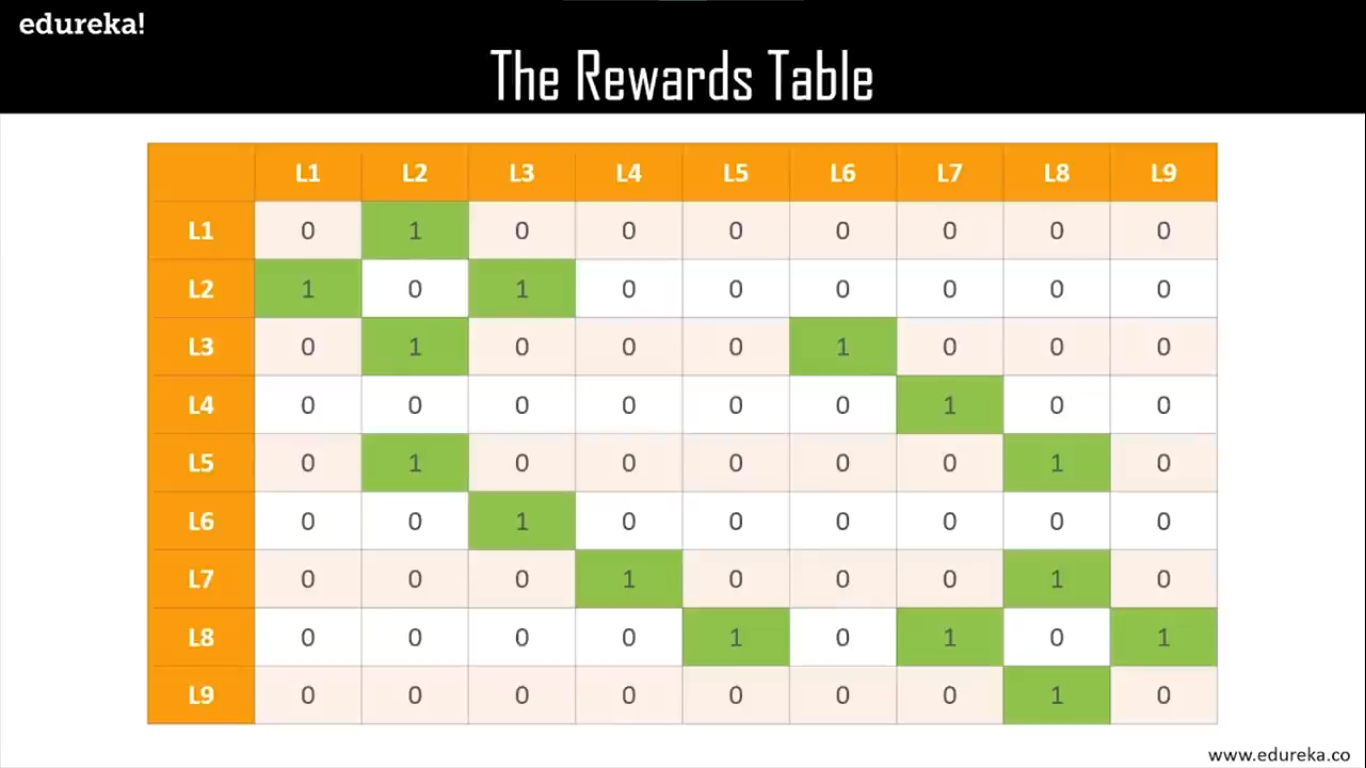 edureka!
The Rewards Table
L1 L2 L3 L4 L5 L6 L7 L8 L9
L1 0 1 0 0 0 0 0 0 0
L2 1 0 1 0 0 0 0 0 0
L3 0 1 0 0 0 1 0 0 0
L4 0 0 0 0 0 0 1 0 0
L5 0 1 0 0 0 0 0 1 0
L6 0 0 1 0 0 0 0 0 0
L7 0 0 0 1 0 0 0 1 0
L8 0 0 0 0 1 0 1 0 1
L9 0 0 0 0 0 0 0 1 0
www.edureka.co